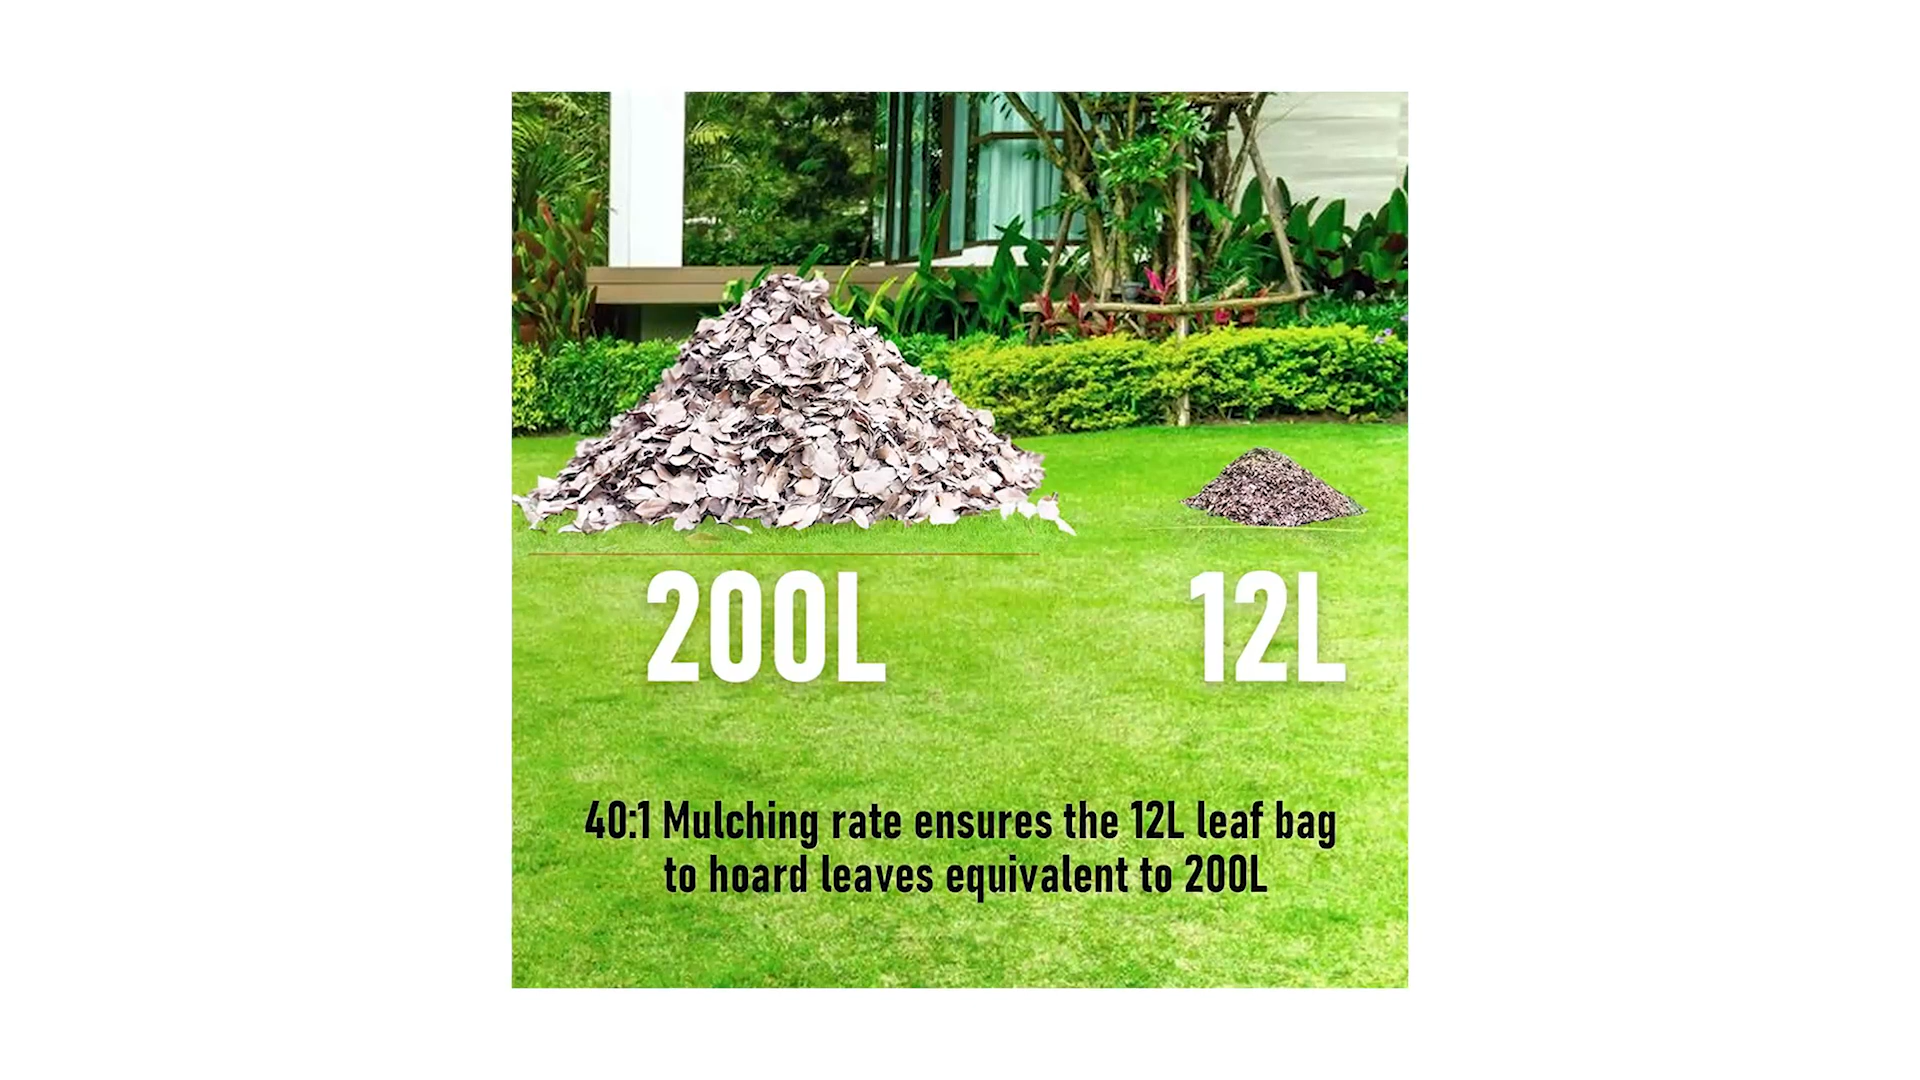 200L 12L
40:1 Mulching rate ensures the 12L leaf bag
to hoard leaves equivalent to 200L